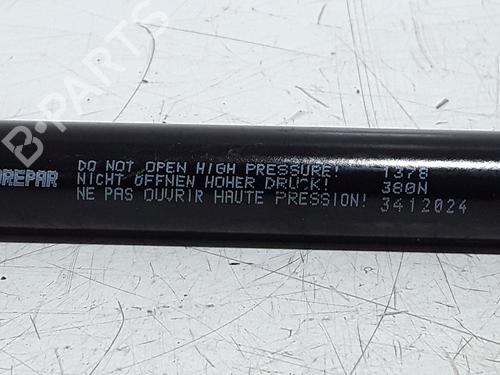 B-PARTS
DO NOT OPEN HIGH PRESSURE! 1378
OREPAR NICHT ÖFFNEN HOHER DRUCK! 380N
NE PAS OUVRIR HAUTE PRESSION! 3412024